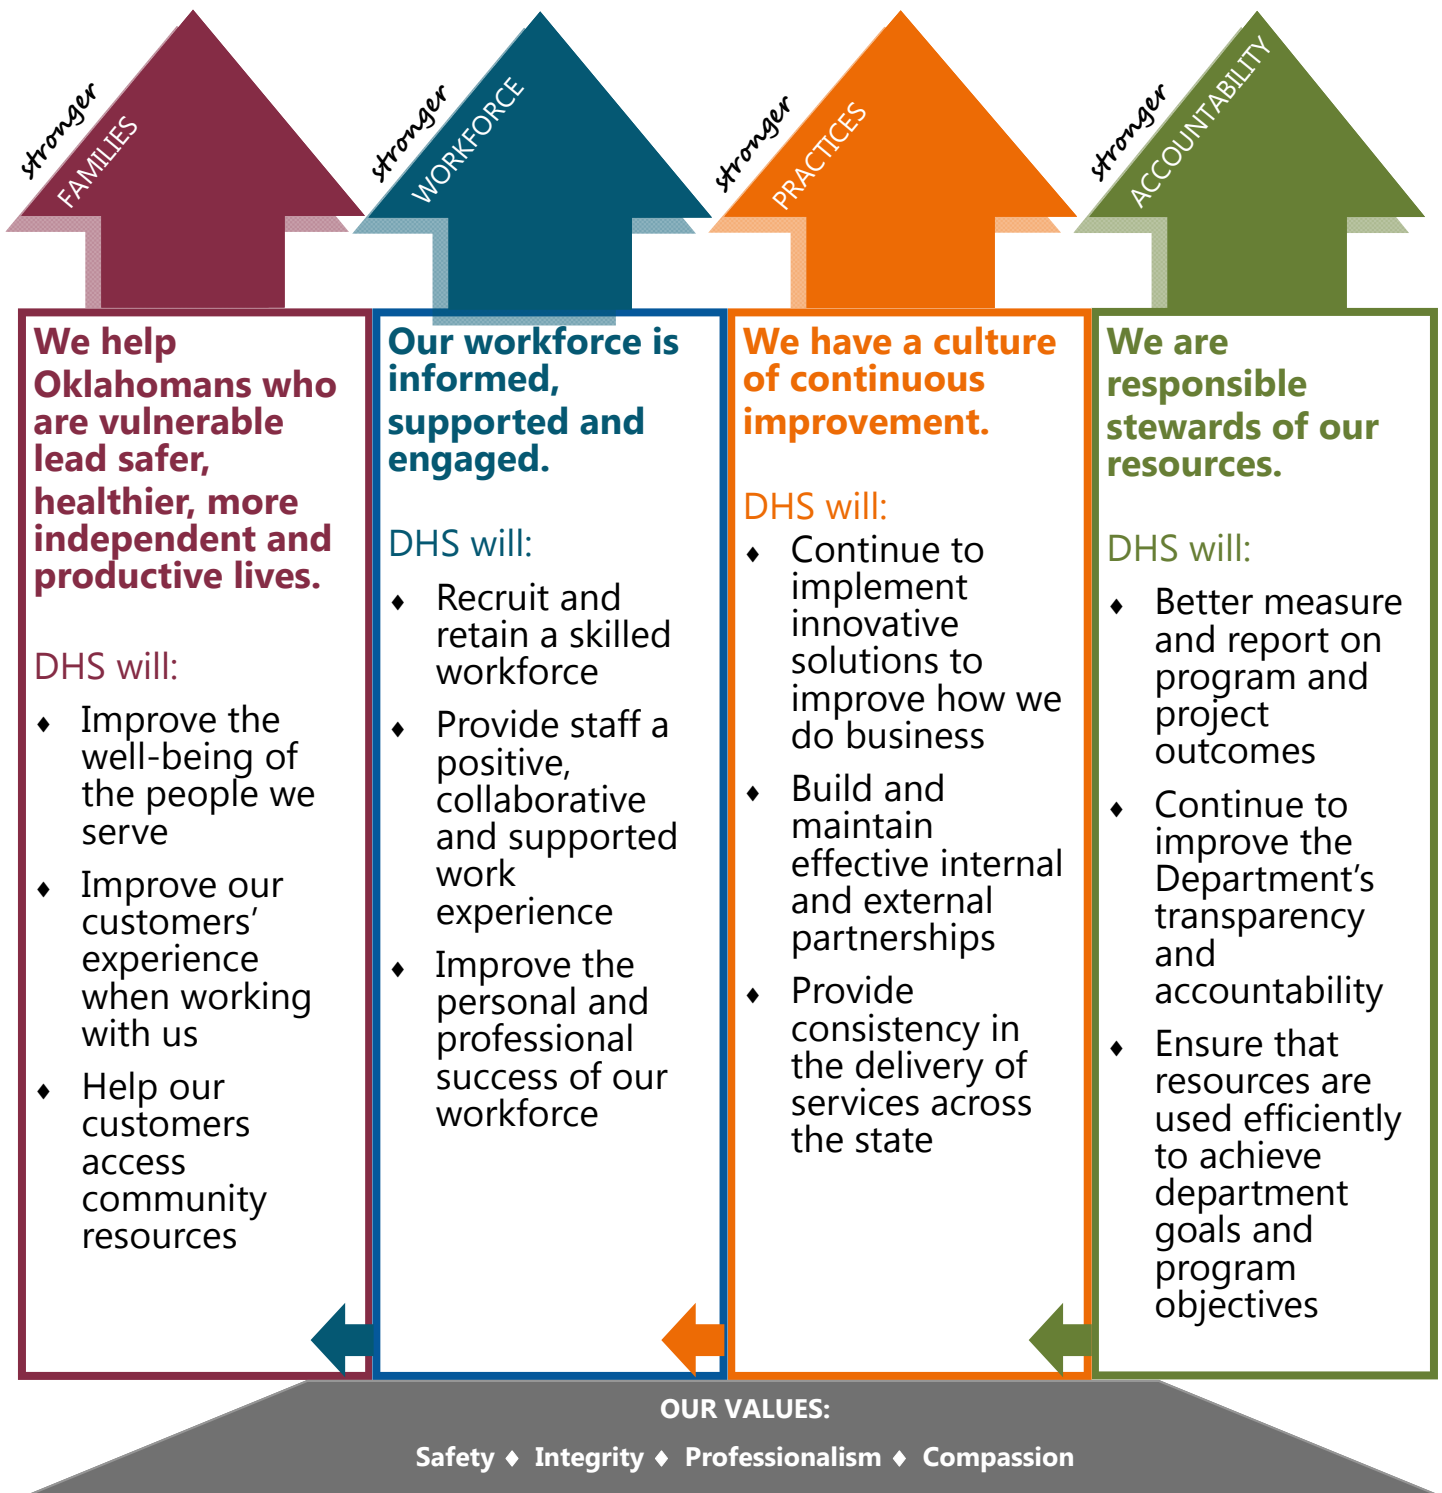 stronger
FAMILIES
stronger
WORKFORCE
stronger
PRACTICES
stronger
ACCOUNTABILITY
We help
Oklahomans who
are vulnerable
lead safer,
healthier, more
independent and
productive lives.
DHS will:
♦ Improve the
well-being of
the people we
serve
♦ Improve our
customers’
experience
when working
with us
♦ Help our
customers
access
community
resources
Our workforce is
informed,
supported and
engaged.
DHS will:
♦ Recruit and
retain a skilled
workforce
♦ Provide staff a
positive,
collaborative
and supported
work
experience
♦ Improve the
personal and
professional
success of our
workforce
We have a culture
of continuous
improvement.
DHS will:
♦ Continue to
implement
innovative
solutions to
improve how we
do business
♦ Build and
maintain
effective internal
and external
partnerships
♦ Provide
consistency in
the delivery of
services across
the state
We are
responsible
stewards of our
resources.
DHS will:
♦ Better measure
and report on
program and
project
outcomes
♦ Continue to
improve the
Department’s
transparency
and
accountability
♦ Ensure that
resources are
used efficiently
to achieve
department
goals and
program
objectives
OUR VALUES:
Safety ♦ Integrity ♦ Professionalism ♦ Compassion